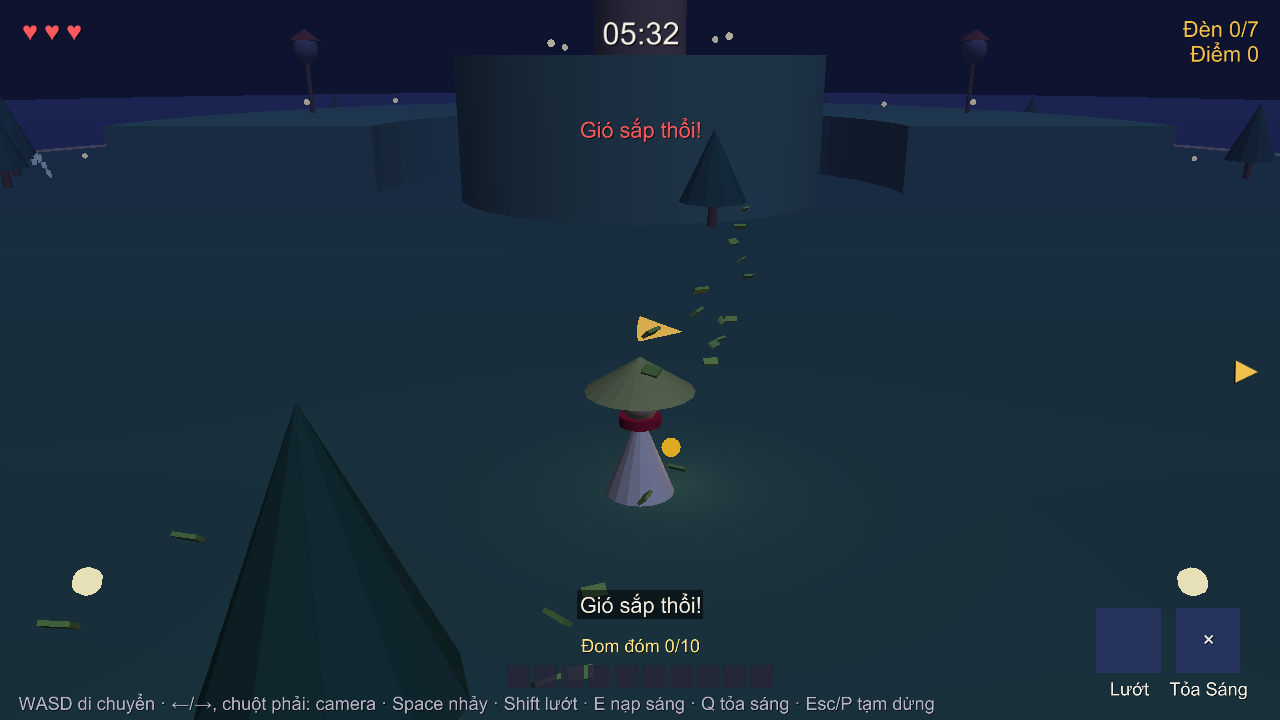 05:32
Đèn 0/7
Điểm 0
Gió sắp thổi!
Gió sắp thổi!
Đom đóm 0/10
×
Lướt
Tỏa Sáng
WASD di chuyển · ←/→, chuột phải: camera · Space nhảy · Shift lướt · E nạp sáng · Q tỏa sáng · Esc/P tạm dừng